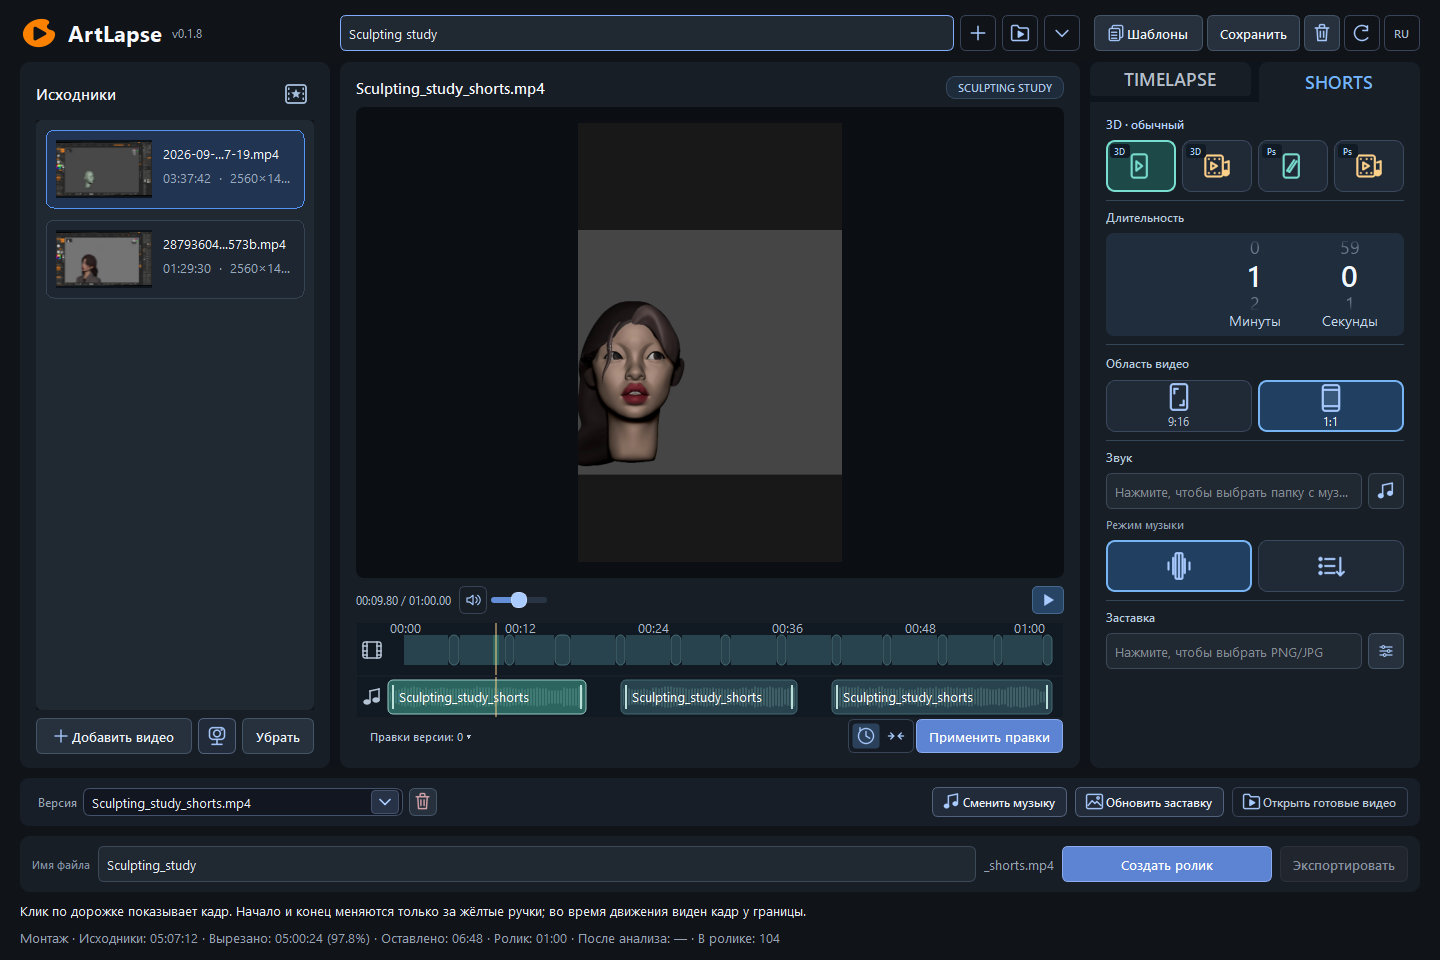 ArtLapse v0.1.8
Sculpting study
Шаблоны
Сохранить
RU
Исходники
2026-09-...7-19.mp4
03:37:42 · 2560×14...
28793604...573b.mp4
01:29:30 · 2560×14...
Добавить видео
Убрать
Sculpting_study_shorts.mp4
SCULPTING STUDY
00:09.80 / 01:00.00
00:00 00:12 00:24 00:36 00:48 01:00
Sculpting_study_shorts Sculpting_study_shorts Sculpting_study_shorts
Правки версии: 0
Применить правки
TIMELAPSE SHORTS
3D · обычный
3D 3D Ps Ps
Длительность
0 59
1 0
2 1
Минуты Секунды
Область видео
9:16 1:1
Звук
Нажмите, чтобы выбрать папку с муз...
Режим музыки
Заставка
Нажмите, чтобы выбрать PNG/JPG
Версия Sculpting_study_shorts.mp4
Сменить музыку
Обновить заставку
Открыть готовые видео
Имя файла Sculpting_study _shorts.mp4
Создать ролик
Экспортировать
Клик по дорожке показывает кадр. Начало и конец меняются только за жёлтые ручки; во время движения виден кадр у границы.
Монтаж · Исходники: 05:07:12 · Вырезано: 05:00:24 (97.8%) · Оставлено: 06:48 · Ролик: 01:00 · После анализа: — · В ролике: 104